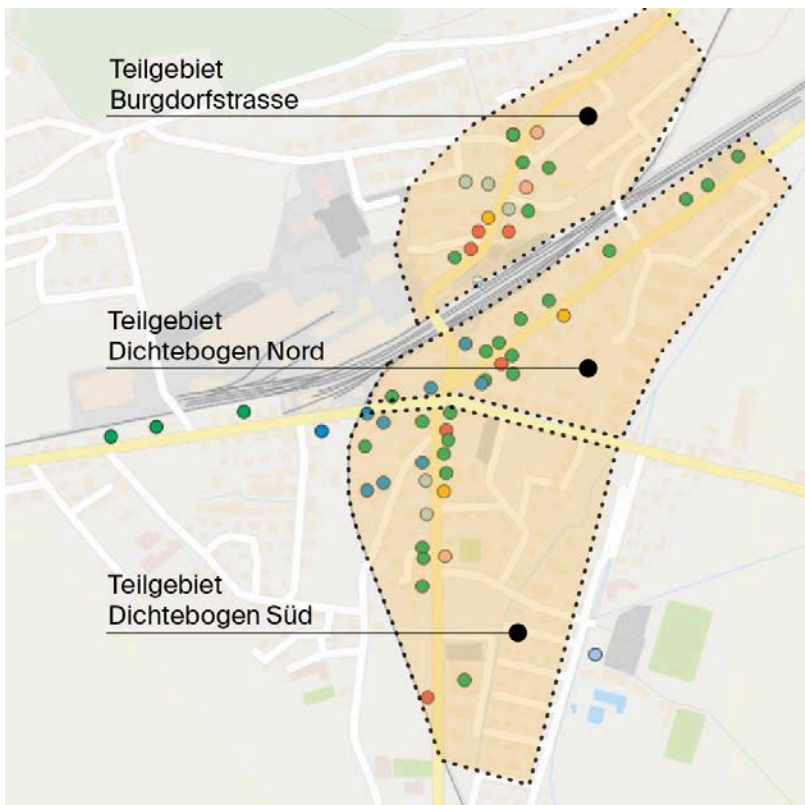 Teilgebiet
Burgdorfstrasse
Teilgebiet
Dichtebogen Nord
Teilgebiet
Dichtebogen Süd